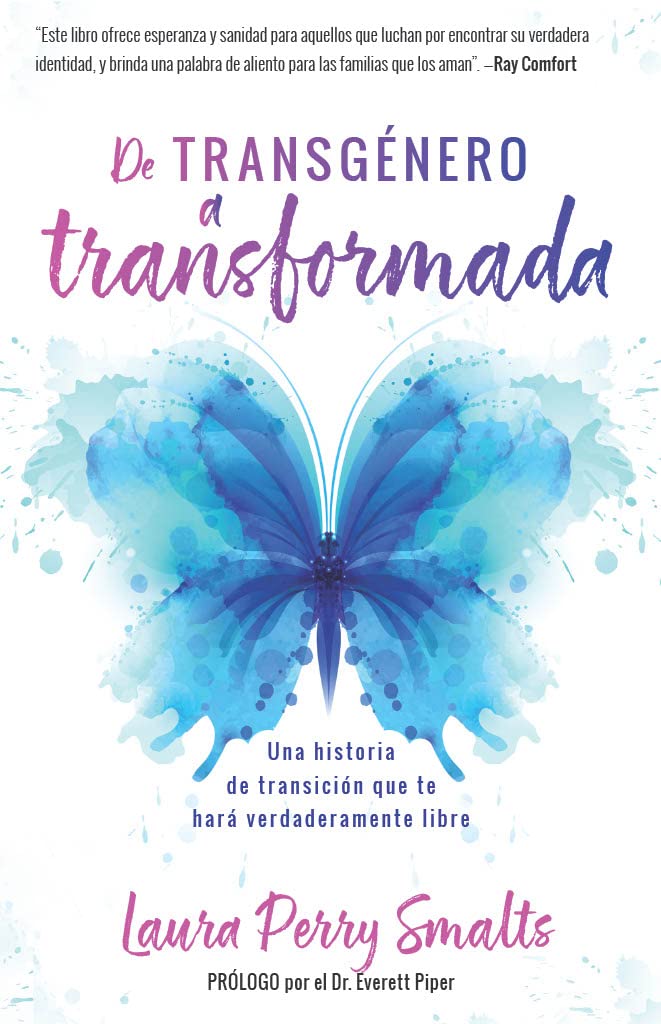 “Este libro ofrece esperanza y sanidad para aquellos que luchan por encontrar su verdadera
identidad, y brinda una palabra de aliento para las familias que los aman”. –Ray Comfort
De TRANSGÉNERO
a
transformada
Una historia
de transición que te
hará verdaderamente libre
Laura Perry Smalts
PRÓLOGO por el Dr. Everett Piper